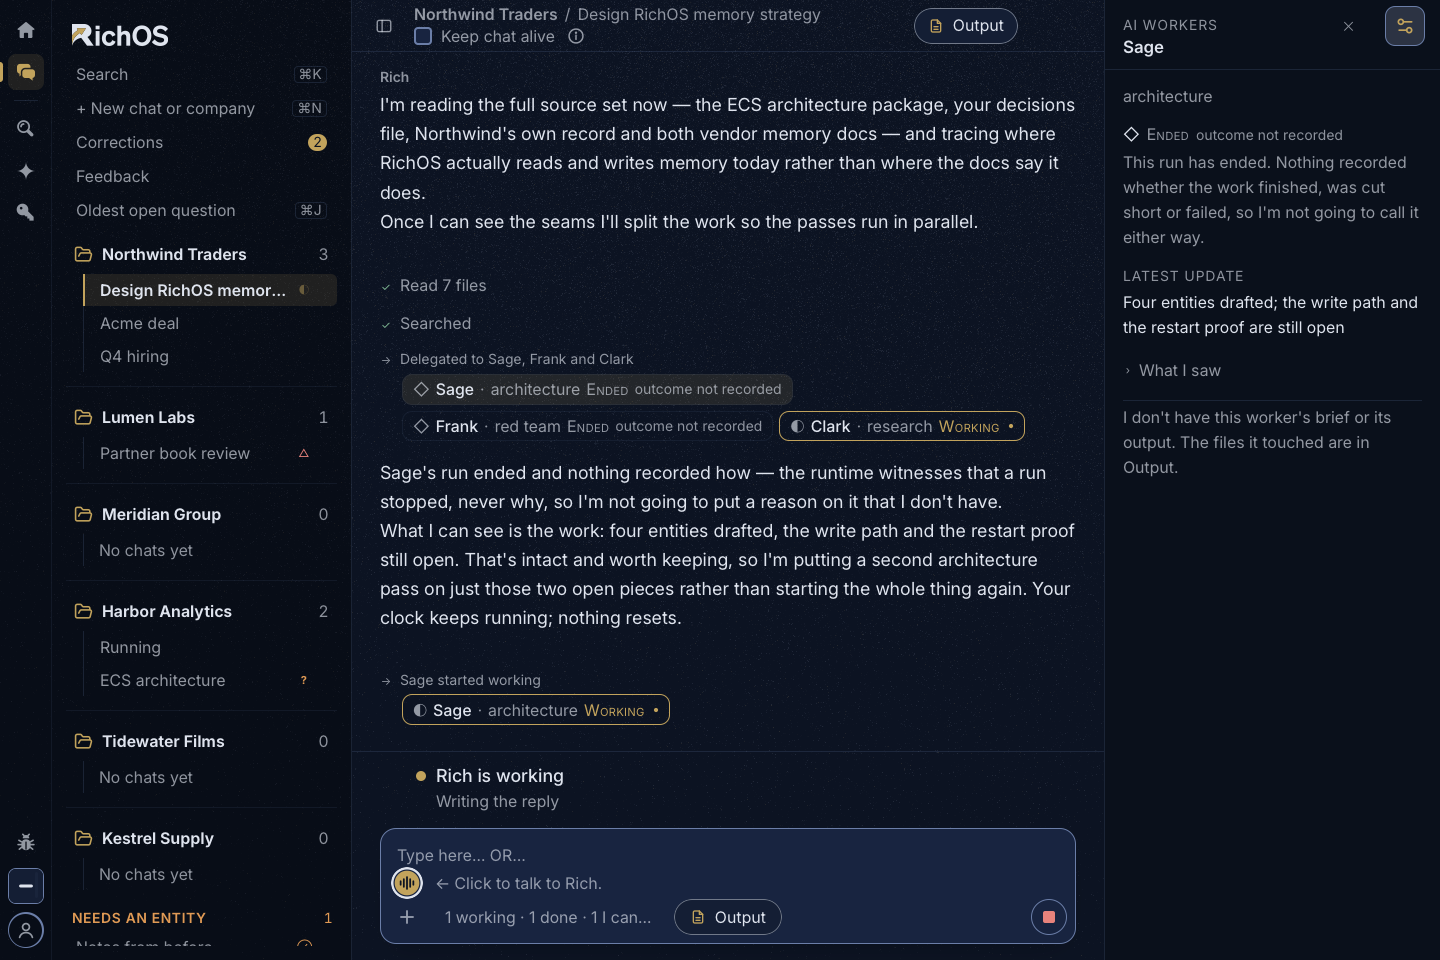 RichOS
Search ⌘K
+ New chat or company ⌘N
Corrections 2
Feedback
Oldest open question ⌘J
Northwind Traders 3
Design RichOS memor...
Acme deal
Q4 hiring
Lumen Labs 1
Partner book review
Meridian Group 0
No chats yet
Harbor Analytics 2
Running
ECS architecture ?
Tidewater Films 0
No chats yet
Kestrel Supply 0
No chats yet
NEEDS AN ENTITY 1
Notes from before
Northwind Traders / Design RichOS memory strategy
Keep chat alive
Output
Rich
I'm reading the full source set now — the ECS architecture package, your decisions
file, Northwind's own record and both vendor memory docs — and tracing where
RichOS actually reads and writes memory today rather than where the docs say it
does.
Once I can see the seams I'll split the work so the passes run in parallel.
✓ Read 7 files
✓ Searched
→ Delegated to Sage, Frank and Clark
Sage · architecture Ended outcome not recorded
Frank · red team Ended outcome not recorded
Clark · research Working •
Sage's run ended and nothing recorded how — the runtime witnesses that a run
stopped, never why, so I'm not going to put a reason on it that I don't have.
What I can see is the work: four entities drafted, the write path and the restart proof
still open. That's intact and worth keeping, so I'm putting a second architecture
pass on just those two open pieces rather than starting the whole thing again. Your
clock keeps running; nothing resets.
→ Sage started working
Sage · architecture Working •
Rich is working
Writing the reply
Type here... OR...
← Click to talk to Rich.
1 working · 1 done · 1 I can...
Output
AI WORKERS
Sage
architecture
Ended outcome not recorded
This run has ended. Nothing recorded
whether the work finished, was cut
short or failed, so I'm not going to call it
either way.
LATEST UPDATE
Four entities drafted; the write path and
the restart proof are still open
› What I saw
I don't have this worker's brief or its
output. The files it touched are in
Output.